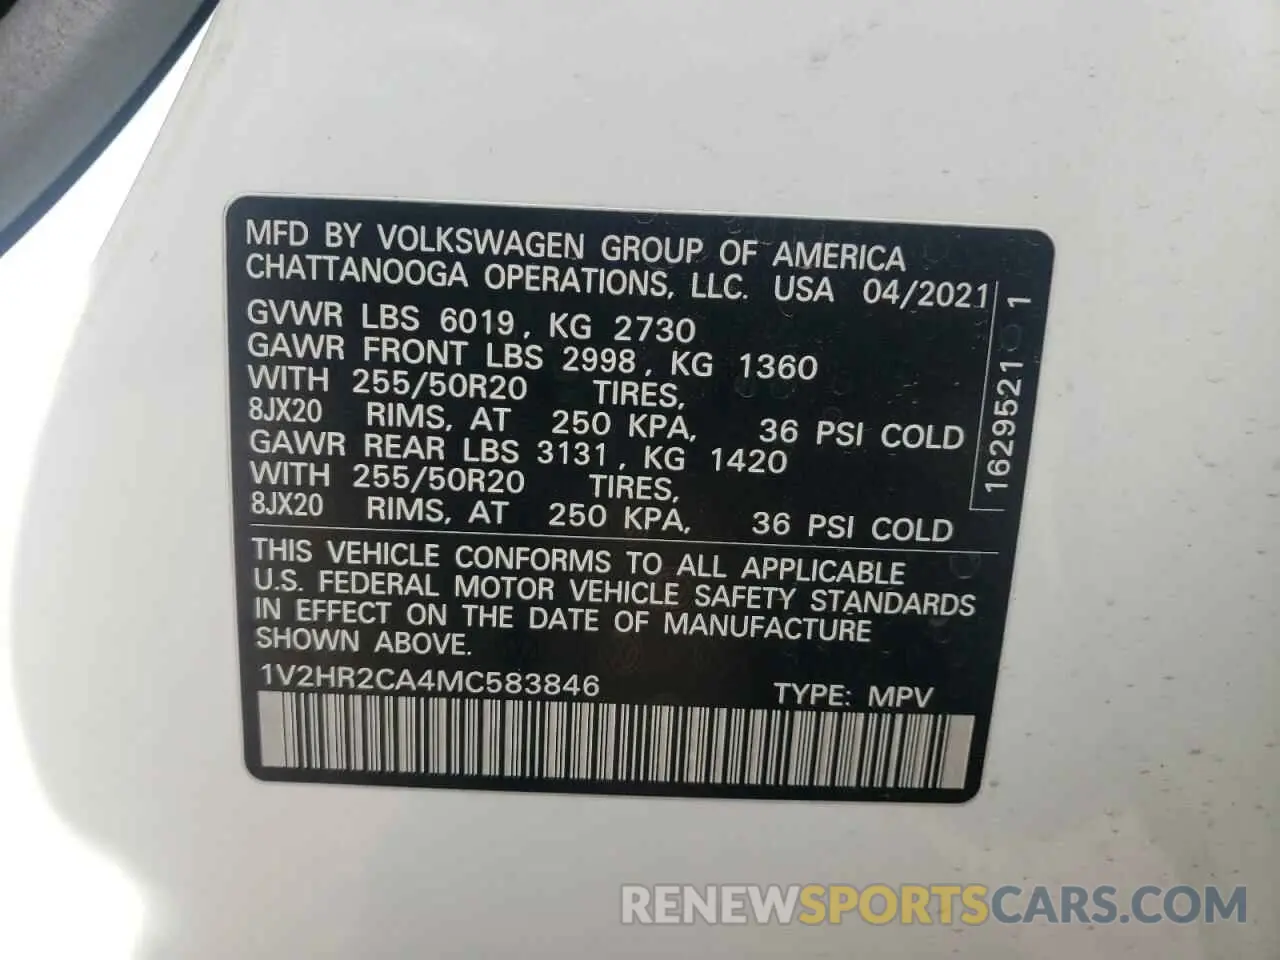 MFD BY VOLKSWAGEN GROUP OF AMERICA
CHATTANOOGA OPERATIONS, LLC. USA 04/2021
GVWR LBS 6019, KG 2730
GAWR FRONT LBS 2998, KG 1360
WITH 255/50R20 TIRES,
8JX20 RIMS, AT 250 KPA, 36 PSI COLD
GAWR REAR LBS 3131, KG 1420
WITH 255/50R20 TIRES,
8JX20 RIMS, AT 250 KPA, 36 PSI COLD
1629521 1
THIS VEHICLE CONFORMS TO ALL APPLICABLE
U.S. FEDERAL MOTOR VEHICLE SAFETY STANDARDS
IN EFFECT ON THE DATE OF MANUFACTURE
SHOWN ABOVE.
1V2HR2CA4MC583846 TYPE: MPV
RENEWSPORTSCARS.COM